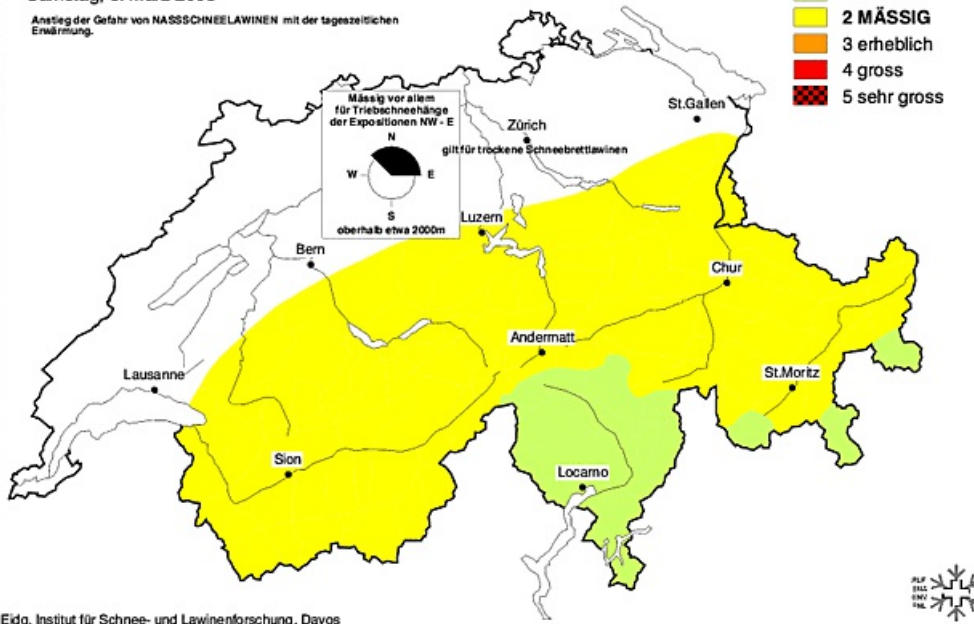 Anstieg der Gefahr von NASSSCHNEELAWINEN mit der tageszeitlichen
Erwärmung.
2 MÄSSIG
3 erheblich
4 gross
5 sehr gross
Mässig vor allem
für Triebschneehänge
der Expositionen NW - E
N
W
E
S
oberhalb etwa 2000m
St.Gallen
Zürich
gilt für trockene Schneebrettlawinen
Luzern
Bern
Chur
Andermatt
Lausanne
St.Moritz
Sion
Locarno
SLF
Eidg. Institut für Schnee- und Lawinenforschung, Davos